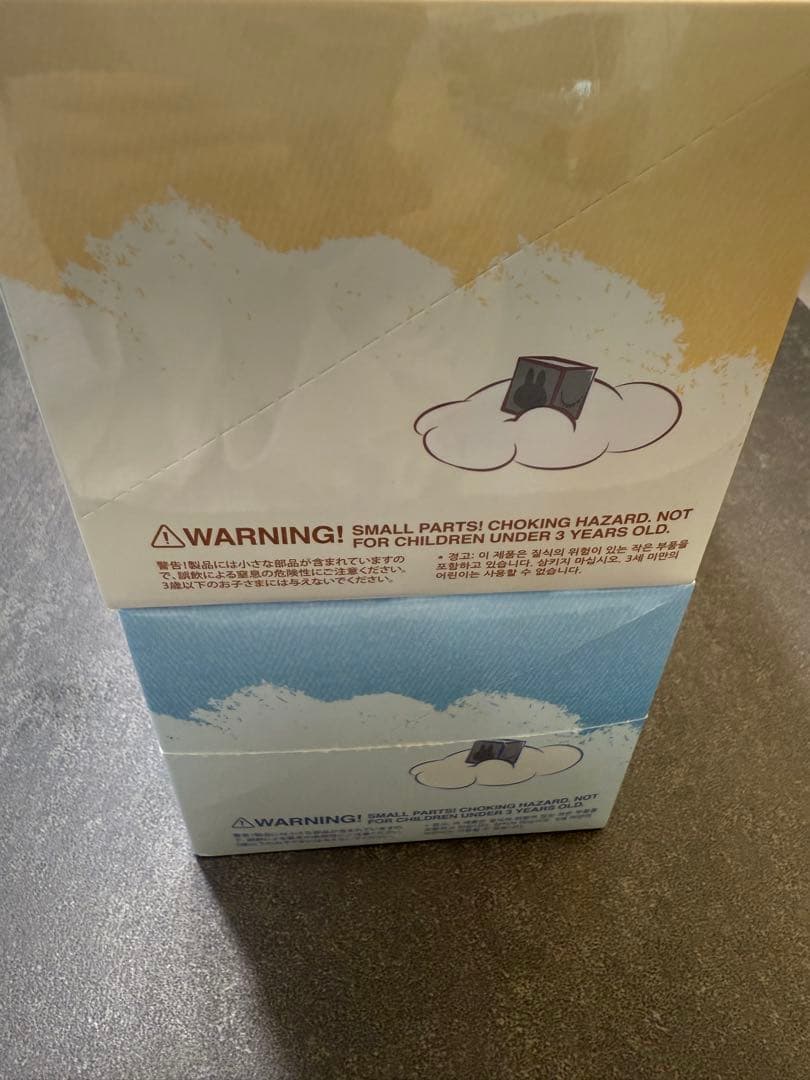 WARNING! SMALL PARTS! CHOKING HAZARD. NOT
FOR CHILDREN UNDER 3 YEARS OLD.
警告!製品には小さな部品が含まれていますの
で、誤飲による窒息の危険性にご注意ください。
3歳以下のお子さまには与えないでください。
* 경고: 이 제품은 질식의 위험이 있는 작은 부품을
포함하고 있습니다. 삼키지 마십시오. 3세 미만의
어린이는 사용할 수 없습니다.
WARNING! SMALL PARTS! CHOKING HAZARD. NOT
FOR CHILDREN UNDER 3 YEARS OLD.